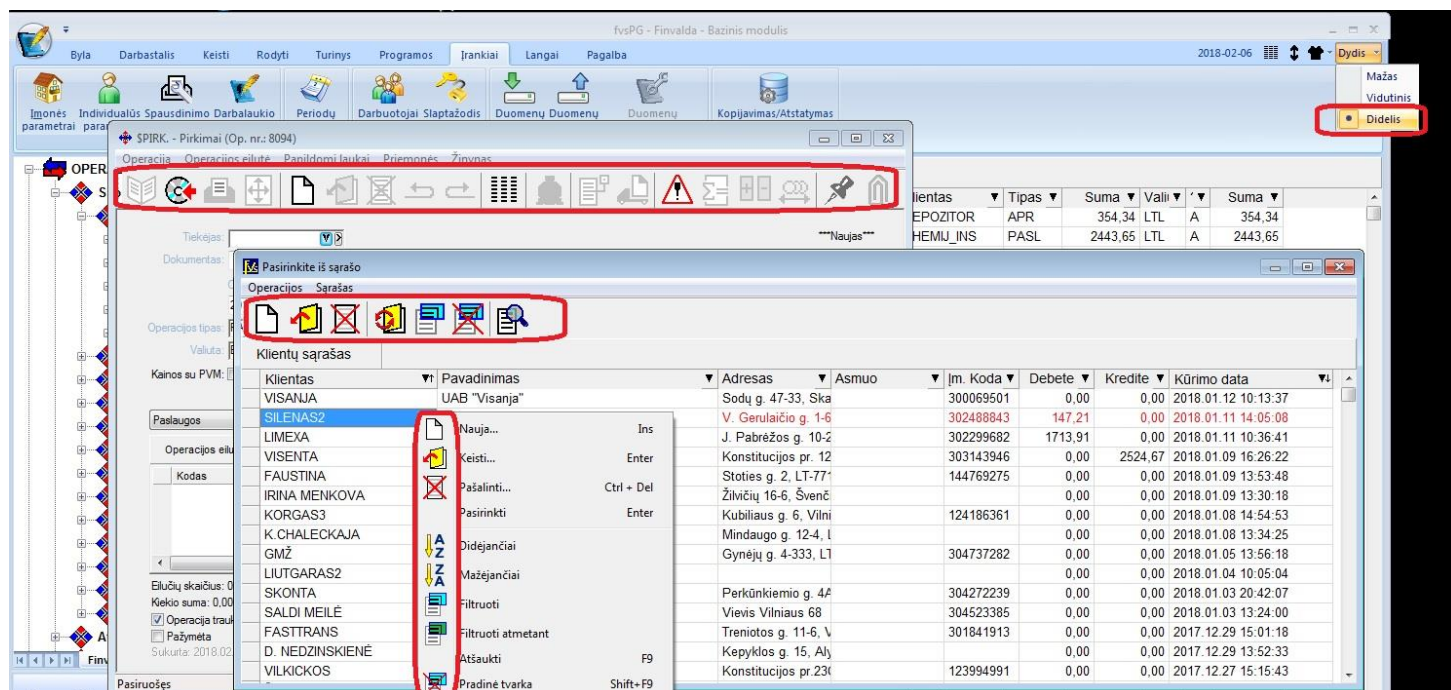 fvsPG - Finvalda - Bazinis modulis
Byla Darbastalis Keisti Rodyti Turinys Programos Įrankiai Langai Pagalba 2018-02-06 Dydis
Mažas
Vidutinis
Didelis
Įmonės Individualūs Spausdinimo Darbalaukio Periodų Darbuotojai Slaptažodis Duomenų Duomenų Duomenų Kopijavimas/Atstatymas
parametrai
$PIRK. - Pirkimai (Op. nr.: 8094)
Operacija Operacijos eilutė Papildomi laukai Priemonės Žinynas
OPER
Tipas Suma Suma
EPOZITOR APR 354,34 LTL A 354,34
HEMIJ_INS PASL 2443,65 LTL A 2443,65
Tiekėjas: ***Naujas***
Dokumentas:
Operacijos tipas:
Valiuta:
Kainos su PVM:
Paslaugos
Operacijos eilu
Kodas
Eilučių skaičius: 0
Kiekio suma: 0,00
Operacija trauk
Pažymėta
Sukurta: 2018.02.
Finv
Pasiruošęs
Pasirinkite iš sąrašo
Operacijos Sąrašas
Klientų sąrašas
Klientas Pavadinimas Adresas Asmuo Įm. Koda Debete Kredite Kūrimo data
VISANJA UAB "Visanja" Sodų g. 47-33, Ska 300069501 0,00 0,00 2018.01.12 10:13:37
SILENAS2 V. Gerulaičio g. 1-6 302488843 147,21 0,00 2018.01.11 14:05:08
LIMEXA J. Pabrėžos g. 10-2 302299682 1713,91 0,00 2018.01.11 10:36:41
VISENTA Konstitucijos pr. 12 303143946 0,00 2524,67 2018.01.09 16:26:22
FAUSTINA Stoties g. 2, LT-771 144769275 0,00 0,00 2018.01.09 13:53:48
IRINA MENKOVA Žilvičių 16-6, Švenč 0,00 0,00 2018.01.09 13:30:18
KORGAS3 Kubiliaus g. 6, Vilni 124186361 0,00 0,00 2018.01.08 14:54:53
K.CHALECKAJA Mindaugo g. 12-4, 0,00 0,00 2018.01.08 13:34:25
GMŽ Gynėjų g. 4-333, LT 304737282 0,00 0,00 2018.01.05 13:56:18
LIUTGARAS2 0,00 0,00 2018.01.04 10:05:04
SKONTA Perkūnkiemio g. 4A 304272239 0,00 0,00 2018.01.03 20:42:07
SALDI MEILĖ Vievis Vilniaus 68 304523385 0,00 0,00 2018.01.03 13:24:00
FASTTRANS Treniotos g. 11-6, V 301841913 0,00 0,00 2017.12.29 15:01:18
D. NEDZINSKIENĖ Kepyklos g. 15, Aly 0,00 0,00 2017.12.29 13:52:33
VILKICKOS Konstitucijos pr.23 123994991 0,00 0,00 2017.12.27 15:15:43
Nauja... Ins
Keisti... Enter
Pašalinti... Ctrl + Del
Pasirinkti Enter
Didėjančiai
Mažėjančiai
Filtruoti
Filtruoti atmetant
Atšaukti F9
Pradinė tvarka Shift+F9